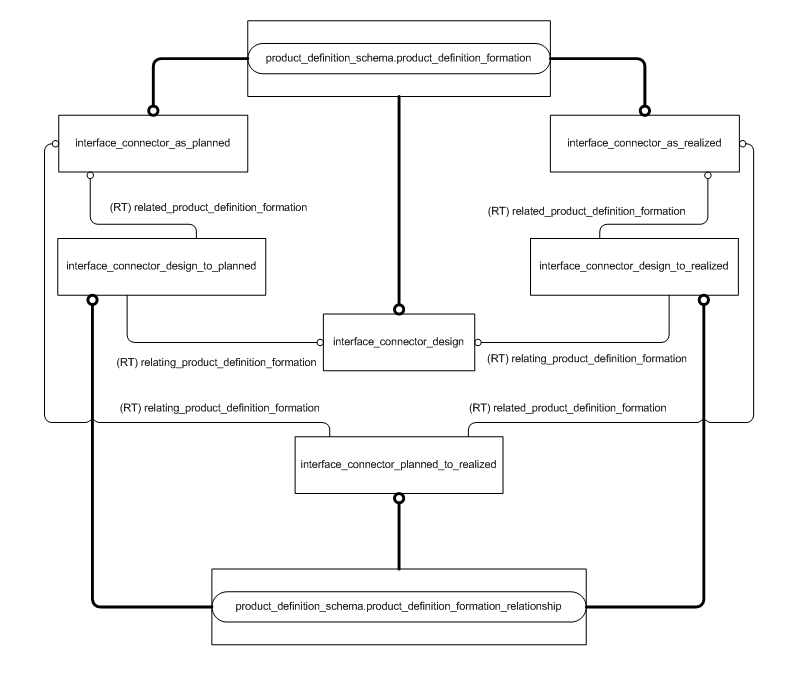 product_definition_schema.product_definition_formation
interface_connector_as_planned
interface_connector_as_realized
(RT) related_product_definition_formation
(RT) related_product_definition_formation
interface_connector_design_to_planned
interface_connector_design_to_realized
interface_connector_design
(RT) relating_product_definition_formation
(RT) relating_product_definition_formation
(RT) relating_product_definition_formation
(RT) related_product_definition_formation
interface_connector_planned_to_realized
product_definition_schema.product_definition_formation_relationship